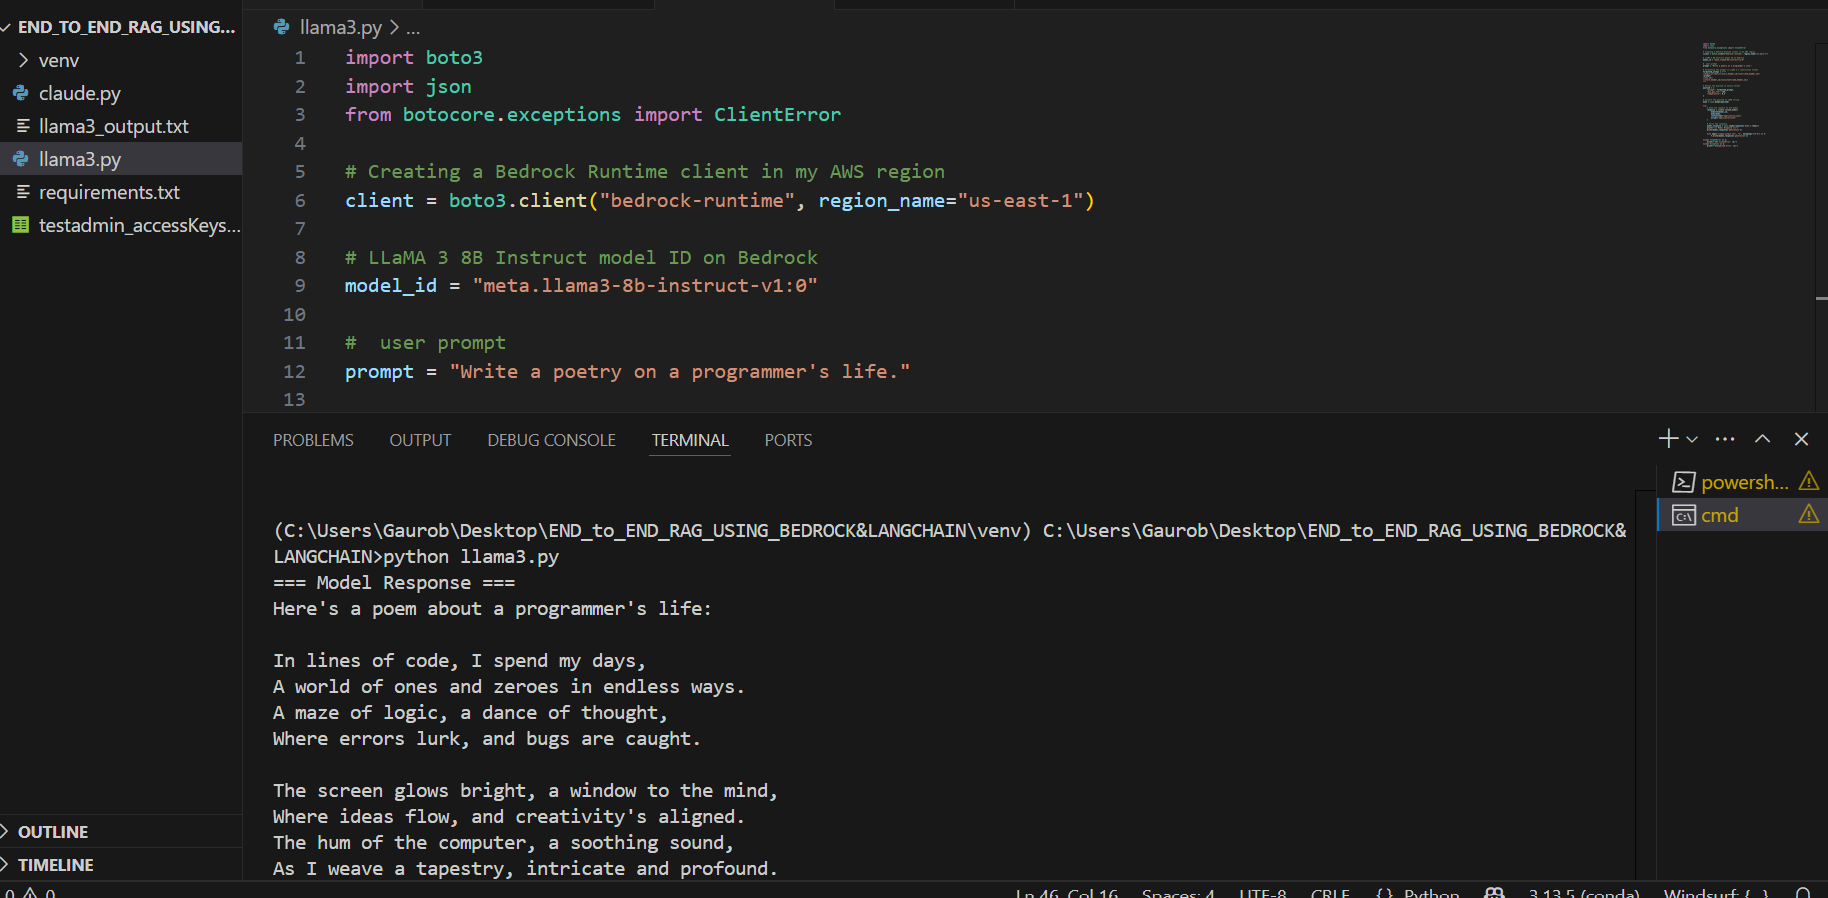 END_TO_END_RAG_USING...
venv
claude.py
llama3_output.txt
llama3.py
requirements.txt
testadmin_accessKeys...
OUTLINE
TIMELINE
llama3.py > ...
1 import boto3
2 import json
3 from botocore.exceptions import ClientError
4
5 # Creating a Bedrock Runtime client in my AWS region
6 client = boto3.client("bedrock-runtime", region_name="us-east-1")
7
8 # LLaMA 3 8B Instruct model ID on Bedrock
9 model_id = "meta.llama3-8b-instruct-v1:0"
10
11 #  user prompt
12 prompt = "Write a poetry on a programmer's life."
13
PROBLEMS OUTPUT DEBUG CONSOLE TERMINAL PORTS
powersh...
cmd
(C:\Users\Gaurob\Desktop\END_to_END_RAG_USING_BEDROCK&LANGCHAIN\venv) C:\Users\Gaurob\Desktop\END_to_END_RAG_USING_BEDROCK&
LANGCHAIN>python llama3.py
=== Model Response ===
Here's a poem about a programmer's life:
In lines of code, I spend my days,
A world of ones and zeroes in endless ways.
A maze of logic, a dance of thought,
Where errors lurk, and bugs are caught.
The screen glows bright, a window to the mind,
Where ideas flow, and creativity's aligned.
The hum of the computer, a soothing sound,
As I weave a tapestry, intricate and profound.
0 0 Ln 46, Col 16 Spaces: 4 UTF-8 CRLF { } Python 3.13.5 (conda) Windsurf: {...}